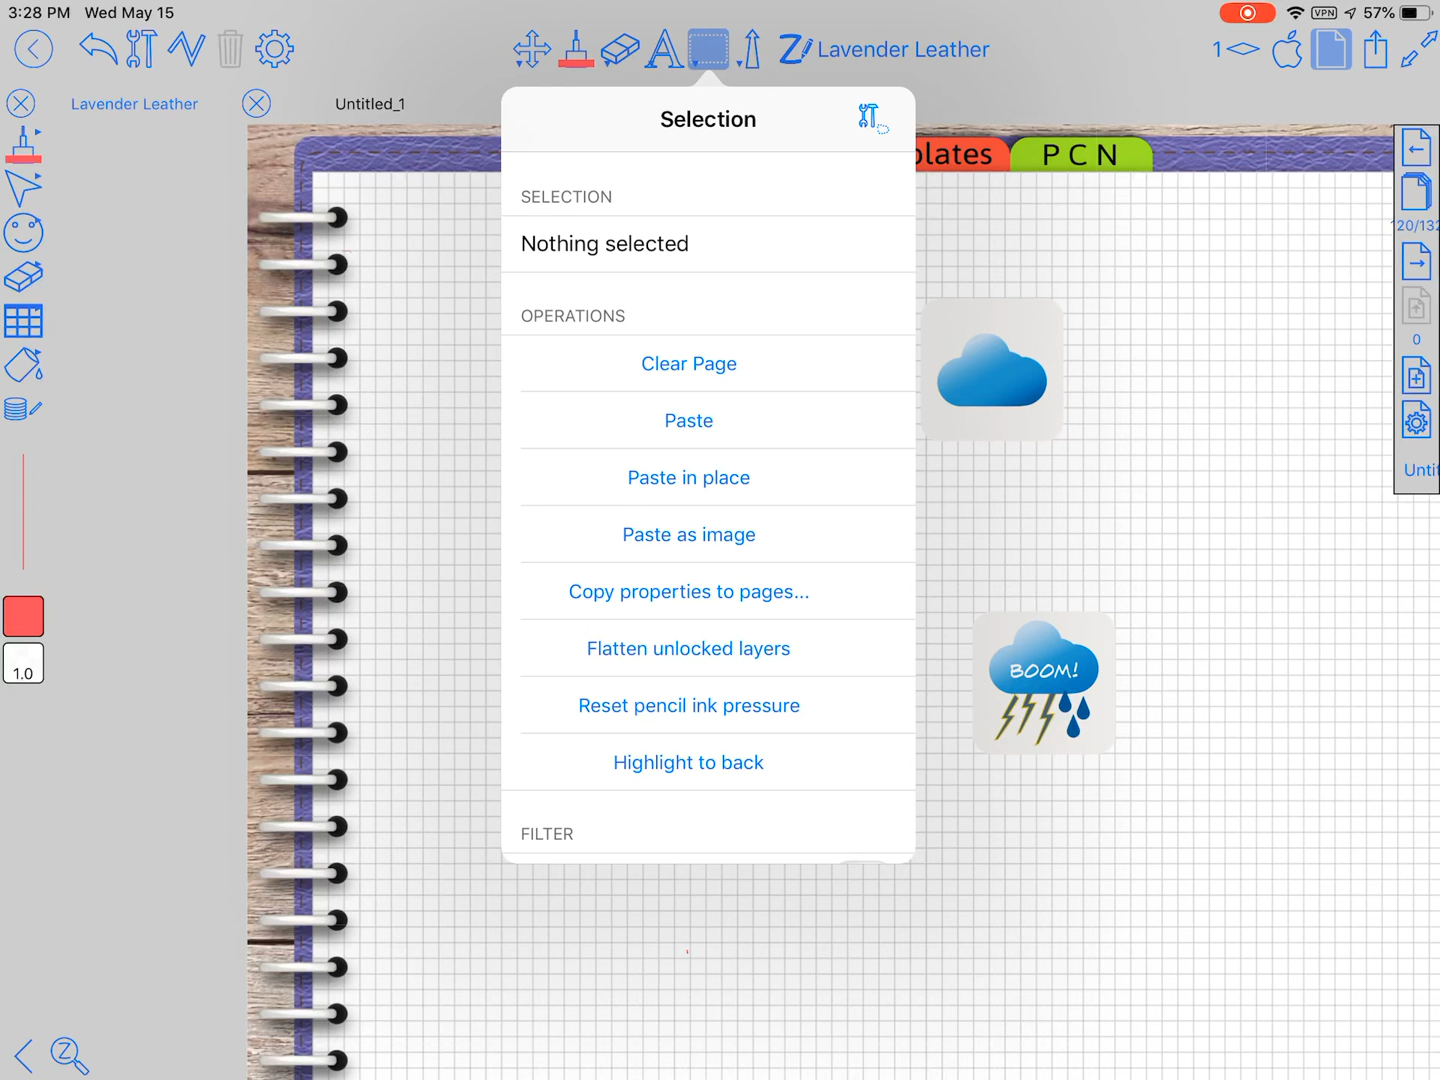 3:28 PM Wed May 15
VPN 57%
Lavender Leather
1
Lavender Leather
Untitled_1
Selection
SELECTION
Nothing selected
OPERATIONS
Clear Page
Paste
Paste in place
Paste as image
Copy properties to pages...
Flatten unlocked layers
Reset pencil ink pressure
Highlight to back
FILTER
plates
P C N
BOOM!
120/132
0
Unti
1.0
Z